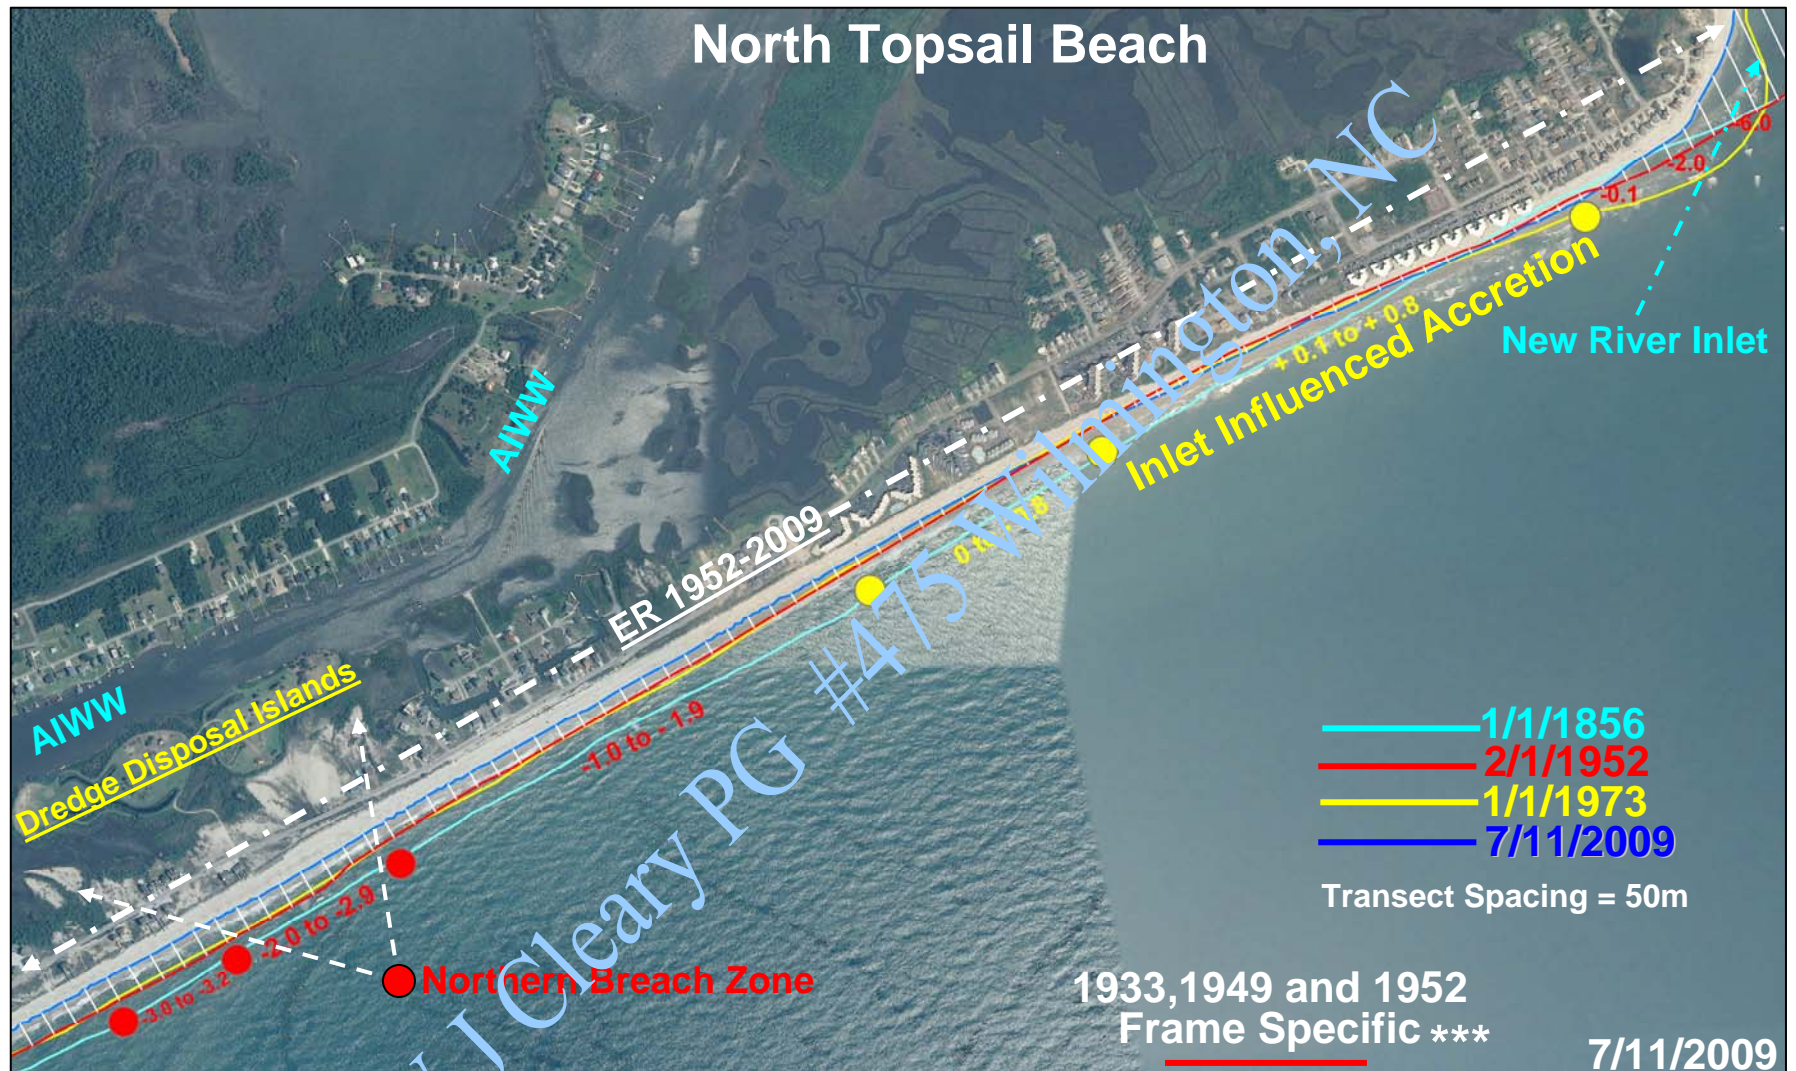 North Topsail Beach
-6.0
-2.0
-0.1
New River Inlet
+ 0.1 to + 0.8
Inlet Influenced Accretion
AIWW
ER 1952-2009
0 to
AIWW
Dredge Disposal Islands
-1.0 to - 1.9
-2.0 to -2.9
-3.0 to -3.2
Northern Breach Zone
J Cleary PG #475 Wilmington, NC
1/1/1856
2/1/1952
1/1/1973
7/11/2009
Transect Spacing = 50m
1933,1949 and 1952
Frame Specific ***
7/11/2009